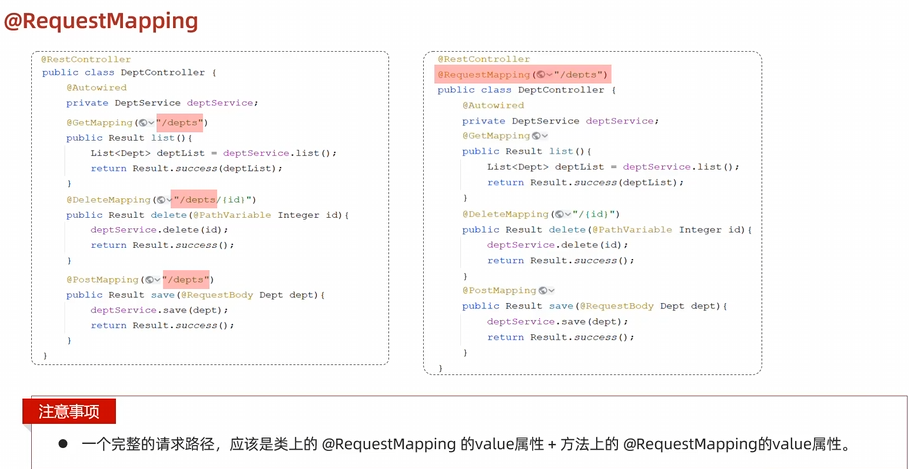 @RequestMapping
@RestController
public class DeptController {
@Autowired
private DeptService deptService;
@GetMapping("/depts")
public Result list(){
List<Dept> deptList = deptService.list();
return Result.success(deptList);
}
@DeleteMapping("/depts/{id}")
public Result delete(@PathVariable Integer id){
deptService.delete(id);
return Result.success();
}
@PostMapping("/depts")
public Result save(@RequestBody Dept dept){
deptService.save(dept);
return Result.success();
}
}
@RestController
@RequestMapping("/depts")
public class DeptController {
@Autowired
private DeptService deptService;
@GetMapping
public Result list(){
List<Dept> deptList = deptService.list();
return Result.success(deptList);
}
@DeleteMapping("/{id}")
public Result delete(@PathVariable Integer id){
deptService.delete(id);
return Result.success();
}
@PostMapping
public Result save(@RequestBody Dept dept){
deptService.save(dept);
return Result.success();
}
}
注意事项
● 一个完整的请求路径，应该是类上的 @RequestMapping 的value属性 + 方法上的 @RequestMapping的value属性。